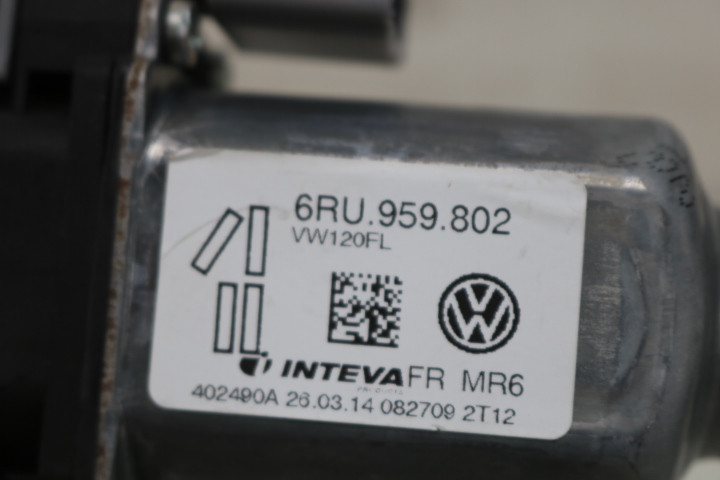 6RU.959.802
VW120FL
INTEVA FR MR6
402490A 26.03.14 082709 2T12